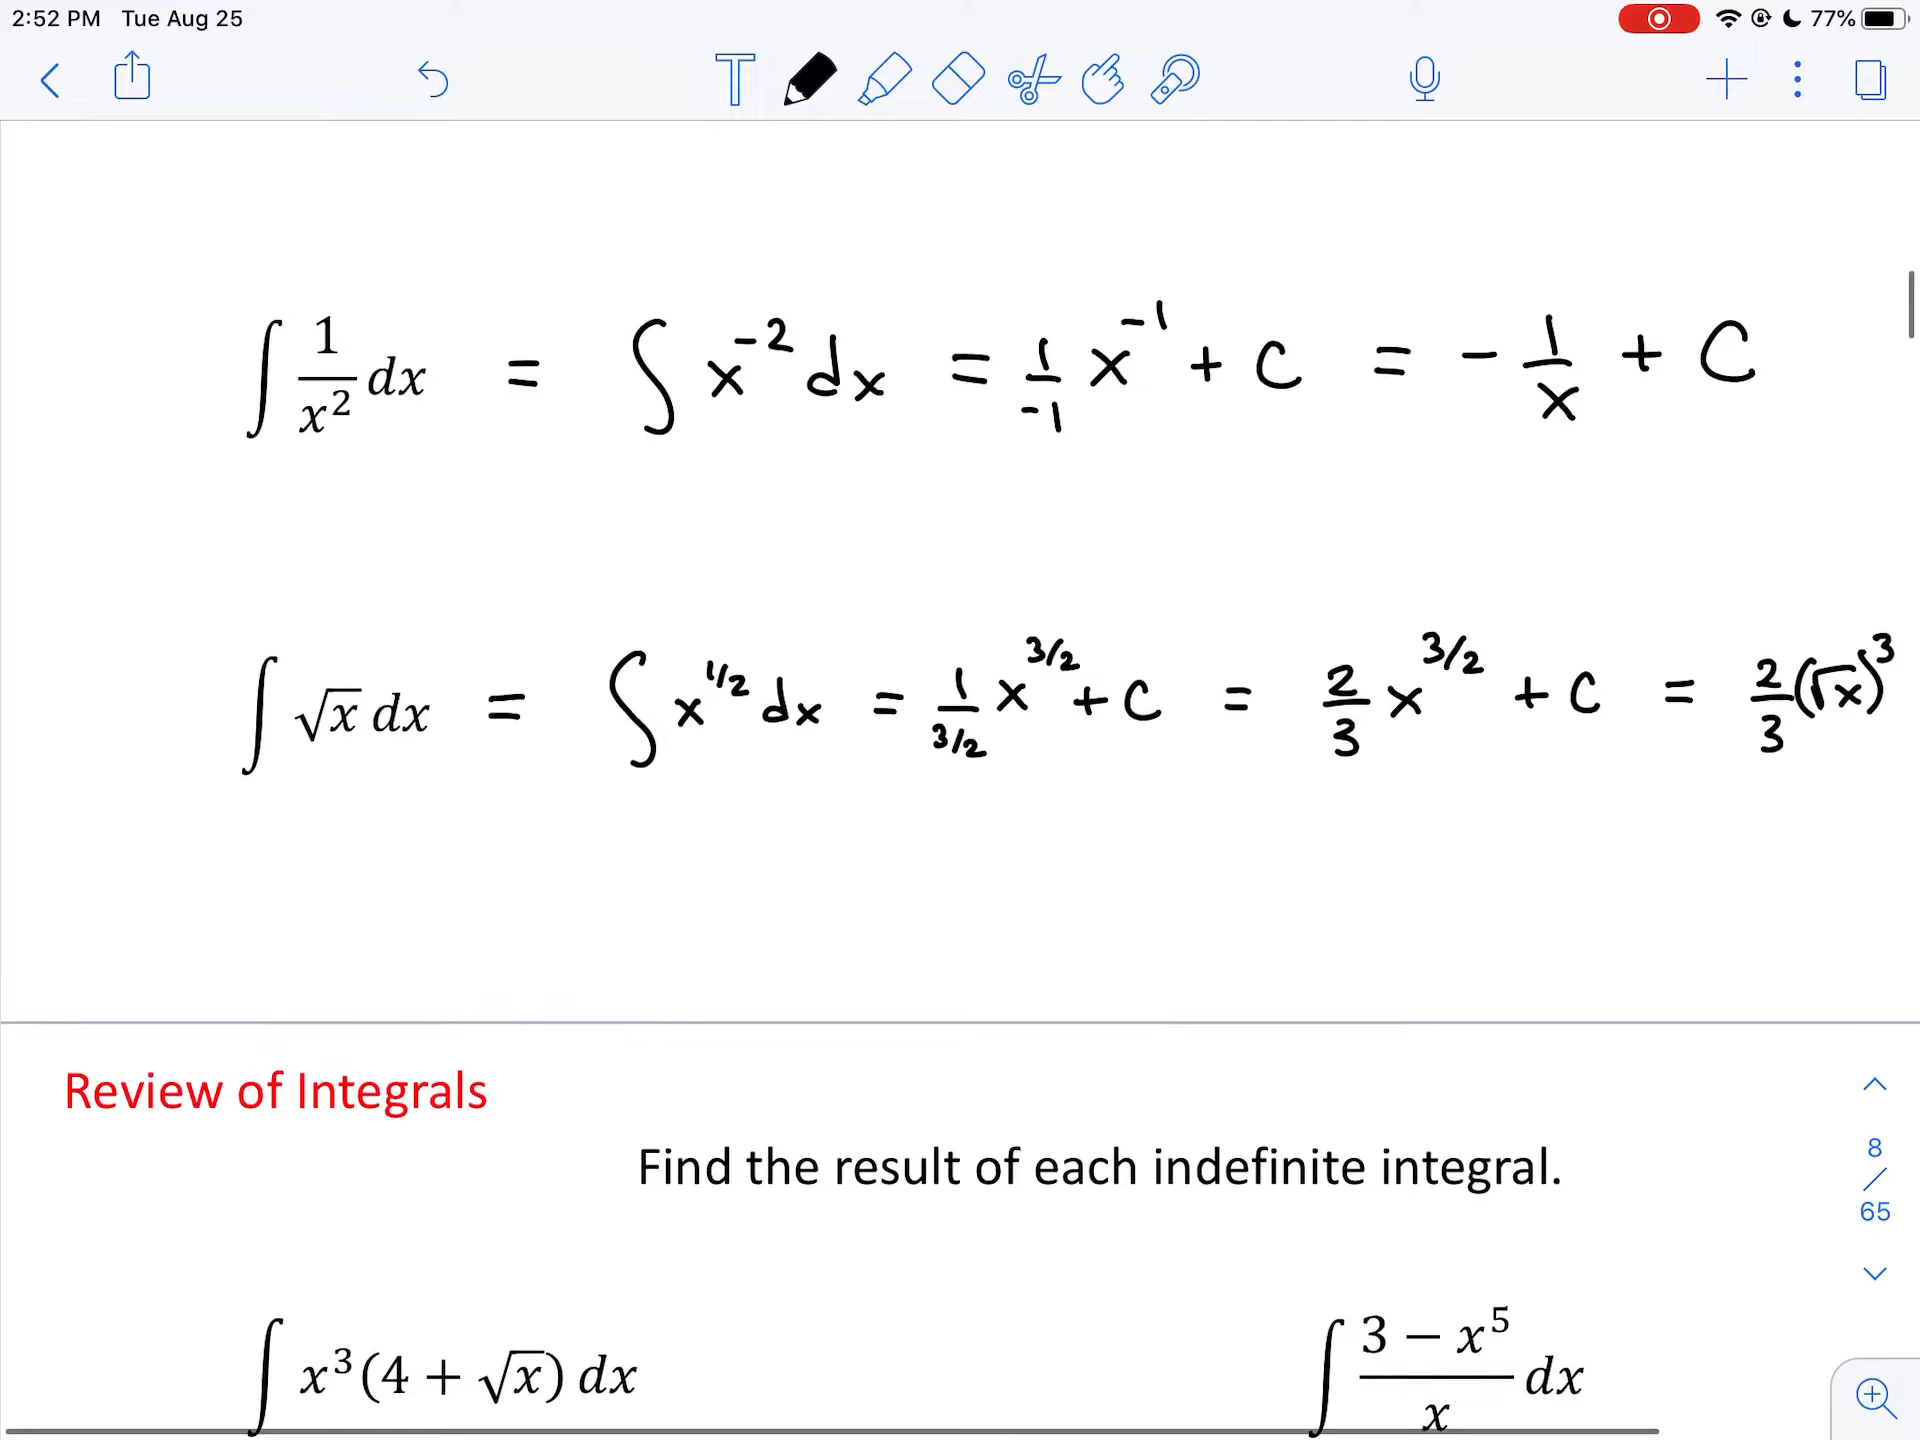 2:52 PM Tue Aug 25 77%
∫ 1/x² dx = ∫ x⁻² dx = 1/-1 x⁻¹ + C = - 1/x + C
∫ √x dx = ∫ x^1/2 dx = 1/(3/2) x^3/2 + C = 2/3 x^3/2 + C = 2/3 (√x)³
Review of Integrals
Find the result of each indefinite integral.
8 / 65
∫ x³(4 + √x) dx ∫ (3 − x⁵)/x dx